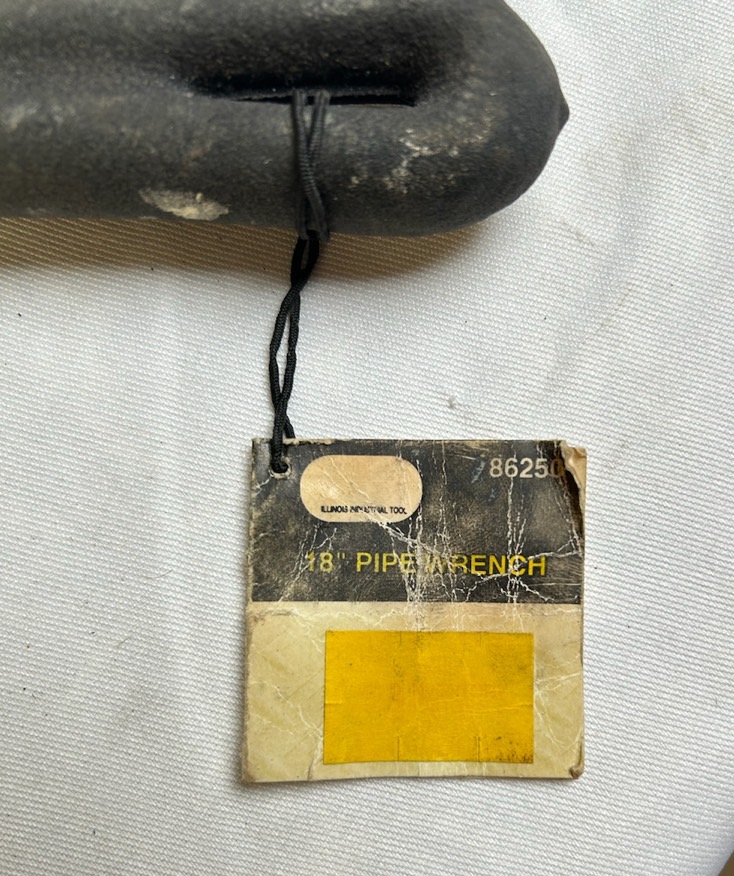 86250
ILLINOIS INDUSTRIAL TOOL
18" PIPE WRENCH